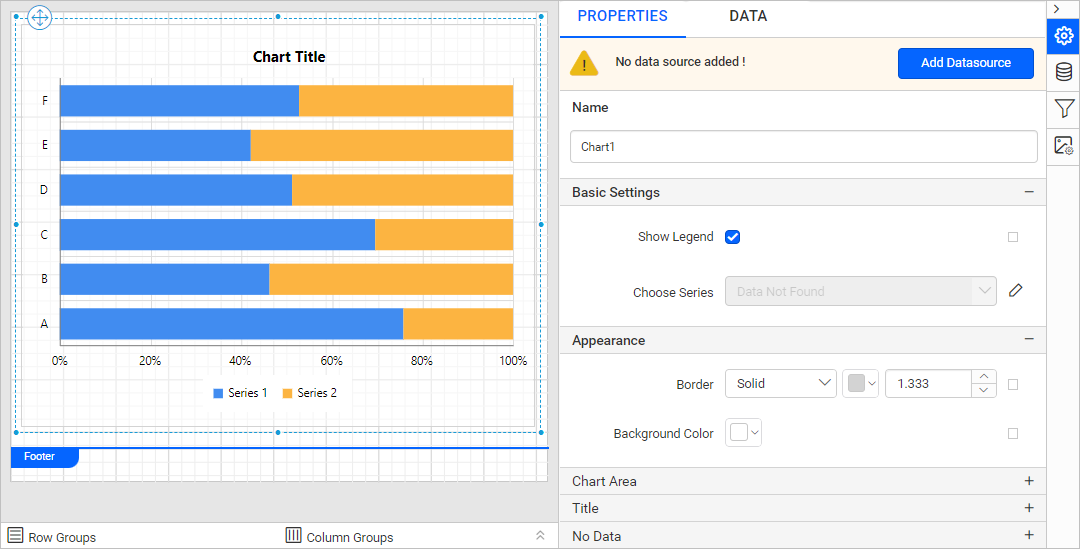 Chart Title
F
E
D
C
B
A
0% 20% 40% 60% 80% 100%
Series 1 Series 2
Footer
Row Groups Column Groups
PROPERTIES DATA
No data source added !
Add Datasource
Name
Chart1
Basic Settings
Show Legend
Choose Series Data Not Found
Appearance
Border Solid 1.333
Background Color
Chart Area
Title
No Data